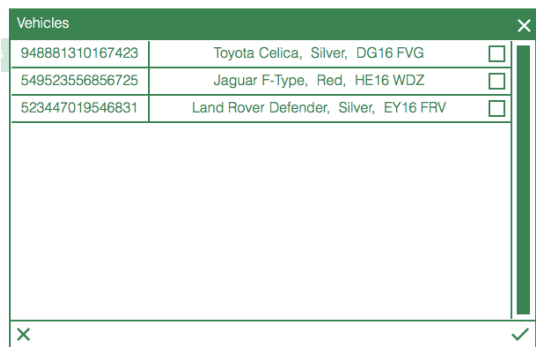 Vehicles
948881310167423 Toyota Celica, Silver, DG16 FVG
549523556856725 Jaguar F-Type, Red, HE16 WDZ
523447019546831 Land Rover Defender, Silver, EY16 FRV